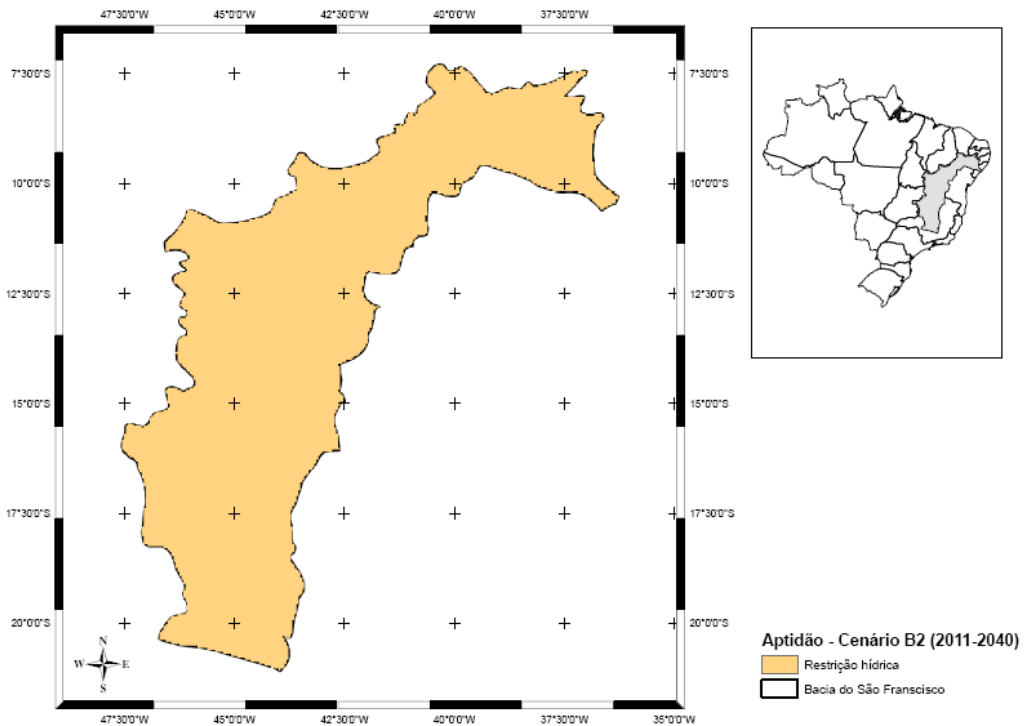 47°30'0"W 45°0'0"W 42°30'0"W 40°0'0"W 37°30'0"W
7°30'0"S 7°30'0"S
10°0'0"S 10°0'0"S
12°30'0"S 12°30'0"S
15°0'0"S 15°0'0"S
17°30'0"S 17°30'0"S
20°0'0"S 20°0'0"S
N
W E
S
47°30'0"W 45°0'0"W 42°30'0"W 40°0'0"W 37°30'0"W 35°0'0"W
Aptidão - Cenário B2 (2011-2040)
Restrição hídrica
Bacia do São Franscisco